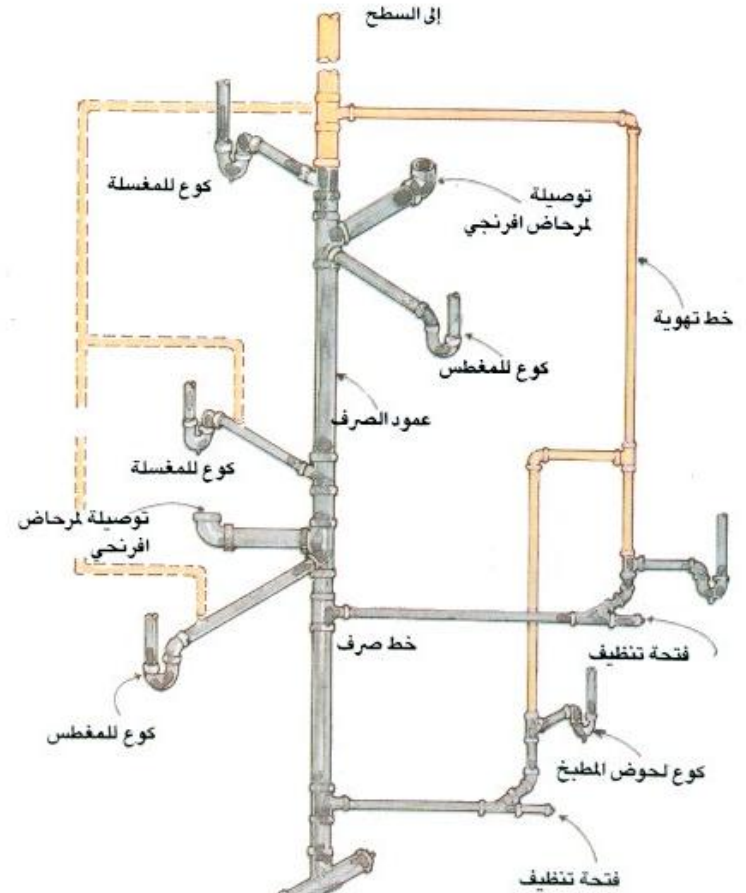 إلى السطح
كوع للمغسلة
توصيلة
لمرحاض افرنجي
خط تهوية
كوع للمغطس
عمود الصرف
كوع للمغسلة
توصيلة لمرحاض
افرنجي
خط صرف
فتحة تنظيف
كوع للمغطس
كوع لحوض المطبخ
فتحة تنظيف